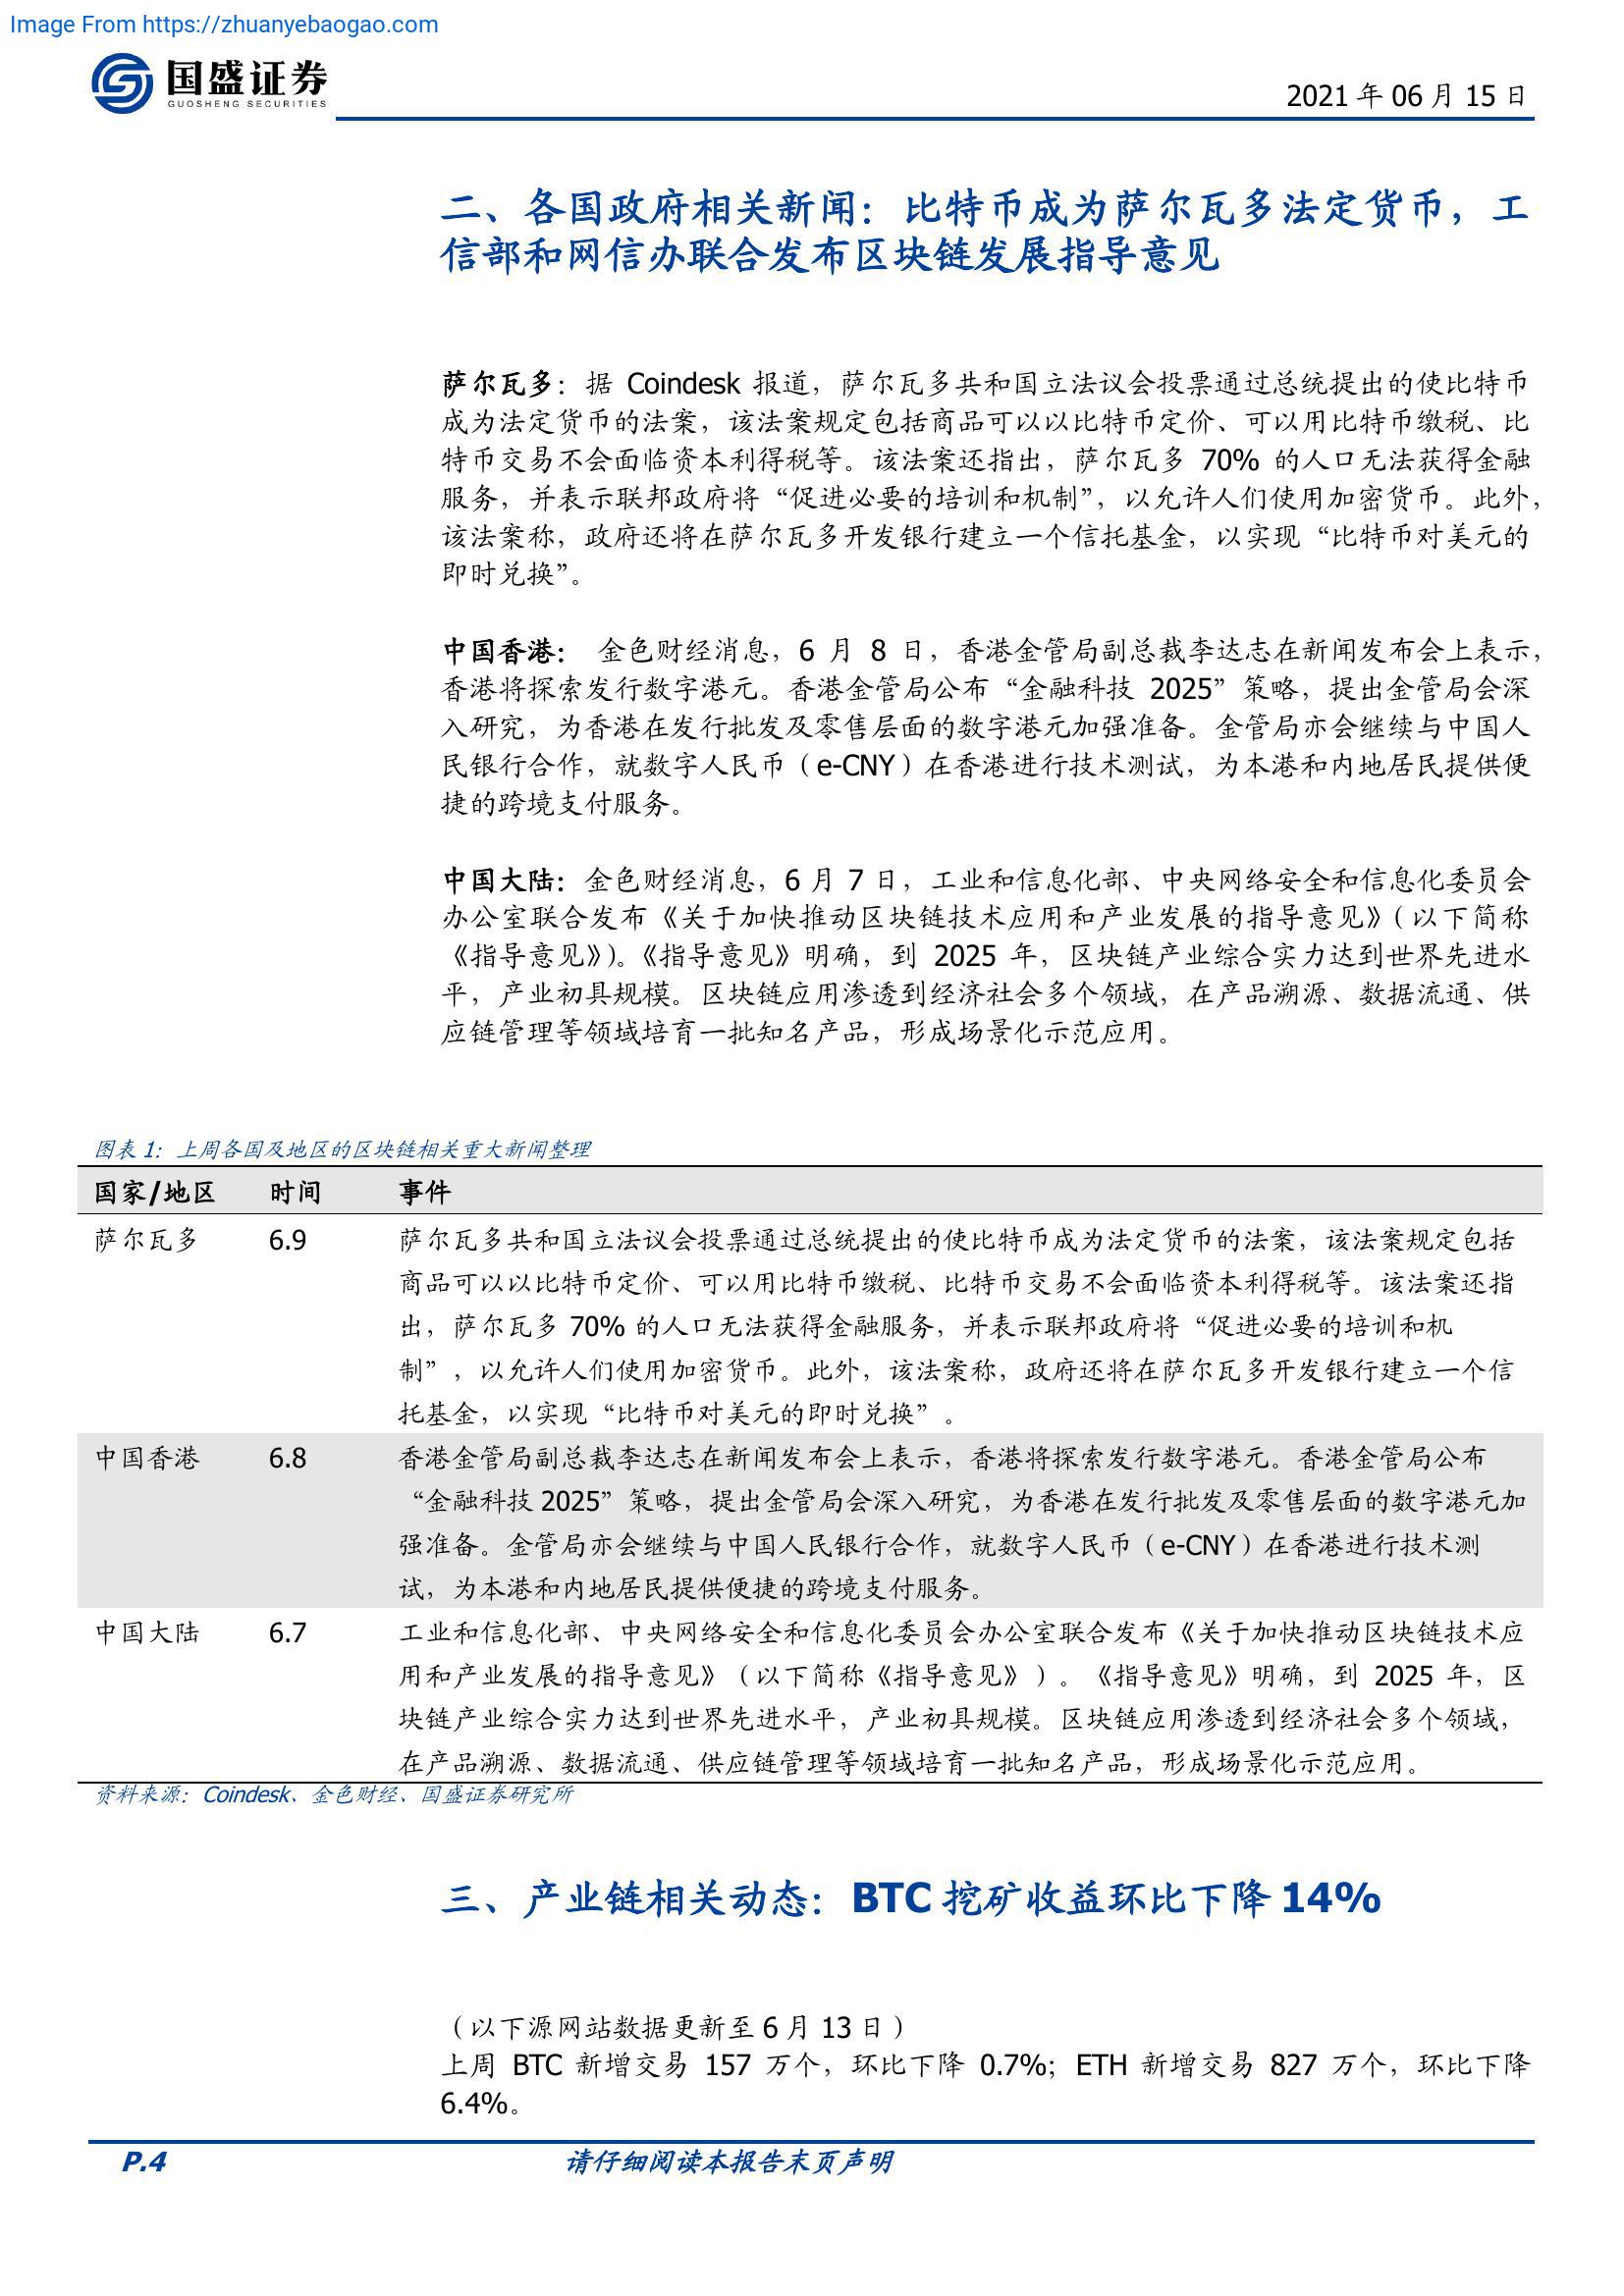 Image From https://zhuanyebaogao.com
国盛证券
GUOSHENG SECURITIES
2021 年 06 月 15 日
二、各国政府相关新闻：比特币成为萨尔瓦多法定货币，工
信部和网信办联合发布区块链发展指导意见
萨尔瓦多：据 Coindesk 报道，萨尔瓦多共和国立法议会投票通过总统提出的使比特币
成为法定货币的法案，该法案规定包括商品可以以比特币定价、可以用比特币缴税、比
特币交易不会面临资本利得税等。该法案还指出，萨尔瓦多 70% 的人口无法获得金融
服务，并表示联邦政府将“促进必要的培训和机制”，以允许人们使用加密货币。此外，
该法案称，政府还将在萨尔瓦多开发银行建立一个信托基金，以实现“比特币对美元的
即时兑换”。
中国香港： 金色财经消息，6 月 8 日，香港金管局副总裁李达志在新闻发布会上表示，
香港将探索发行数字港元。香港金管局公布“金融科技 2025”策略，提出金管局会深
入研究，为香港在发行批发及零售层面的数字港元加强准备。金管局亦会继续与中国人
民银行合作，就数字人民币（e-CNY）在香港进行技术测试，为本港和内地居民提供便
捷的跨境支付服务。
中国大陆：金色财经消息，6 月 7 日，工业和信息化部、中央网络安全和信息化委员会
办公室联合发布《关于加快推动区块链技术应用和产业发展的指导意见》（以下简称
《指导意见》）。《指导意见》明确，到 2025 年，区块链产业综合实力达到世界先进水
平，产业初具规模。区块链应用渗透到经济社会多个领域，在产品溯源、数据流通、供
应链管理等领域培育一批知名产品，形成场景化示范应用。
图表 1：上周各国及地区的区块链相关重大新闻整理
国家/地区 时间 事件
萨尔瓦多 6.9 萨尔瓦多共和国立法议会投票通过总统提出的使比特币成为法定货币的法案，该法案规定包括
商品可以以比特币定价、可以用比特币缴税、比特币交易不会面临资本利得税等。该法案还指
出，萨尔瓦多 70% 的人口无法获得金融服务，并表示联邦政府将“促进必要的培训和机
制”，以允许人们使用加密货币。此外，该法案称，政府还将在萨尔瓦多开发银行建立一个信
托基金，以实现“比特币对美元的即时兑换”。
中国香港 6.8 香港金管局副总裁李达志在新闻发布会上表示，香港将探索发行数字港元。香港金管局公布
“金融科技 2025”策略，提出金管局会深入研究，为香港在发行批发及零售层面的数字港元加
强准备。金管局亦会继续与中国人民银行合作，就数字人民币（e-CNY）在香港进行技术测
试，为本港和内地居民提供便捷的跨境支付服务。
中国大陆 6.7 工业和信息化部、中央网络安全和信息化委员会办公室联合发布《关于加快推动区块链技术应
用和产业发展的指导意见》（以下简称《指导意见》）。《指导意见》明确，到 2025 年，区
块链产业综合实力达到世界先进水平，产业初具规模。区块链应用渗透到经济社会多个领域，
在产品溯源、数据流通、供应链管理等领域培育一批知名产品，形成场景化示范应用。
资料来源：Coindesk、金色财经、国盛证券研究所
三、产业链相关动态：BTC 挖矿收益环比下降 14%
（以下源网站数据更新至 6 月 13 日）
上周 BTC 新增交易 157 万个，环比下降 0.7%；ETH 新增交易 827 万个，环比下降
6.4%。
P.4 请仔细阅读本报告末页声明